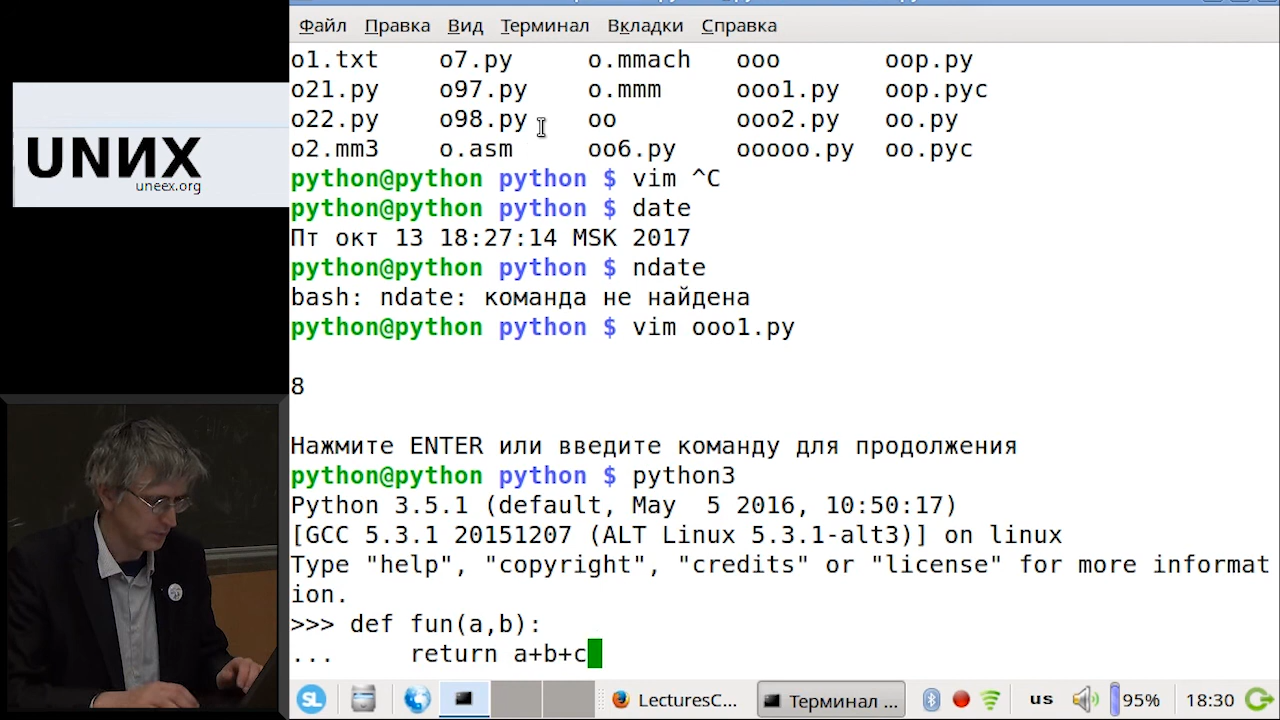 Файл Правка Вид Терминал Вкладки Справка
o1.txt o7.py o.mmach ooo oop.py
o21.py o97.py o.mmm ooo1.py oop.pyc
o22.py o98.py oo ooo2.py oo.py
o2.mm3 o.asm oo6.py ooooo.py oo.pyc
python@python python $ vim ^C
python@python python $ date
Пт окт 13 18:27:14 MSK 2017
python@python python $ ndate
bash: ndate: команда не найдена
python@python python $ vim ooo1.py
8
Нажмите ENTER или введите команду для продолжения
python@python python $ python3
Python 3.5.1 (default, May  5 2016, 10:50:17)
[GCC 5.3.1 20151207 (ALT Linux 5.3.1-alt3)] on linux
Type "help", "copyright", "credits" or "license" for more informat
ion.
>>> def fun(a,b):
...     return a+b+c
UNИX
uneex.org
SL LecturesC... Терминал ... us 95% 18:30